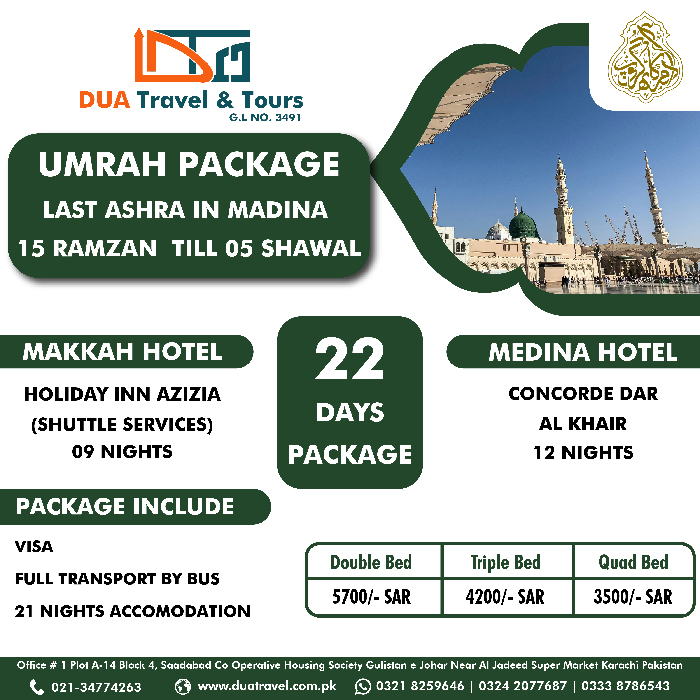 DUA Travel & Tours
G.L NO. 3491
UMRAH PACKAGE
LAST ASHRA IN MADINA
15 RAMZAN TILL 05 SHAWAL
MAKKAH HOTEL
HOLIDAY INN AZIZIA
(SHUTTLE SERVICES)
09 NIGHTS
22
DAYS
PACKAGE
MEDINA HOTEL
CONCORDE DAR
AL KHAIR
12 NIGHTS
PACKAGE INCLUDE
VISA
FULL TRANSPORT BY BUS
21 NIGHTS ACCOMODATION
Double Bed Triple Bed Quad Bed
5700/- SAR 4200/- SAR 3500/- SAR
Office # 1 Plot A-14 Block 4, Saadabad Co Operative Housing Society Gulistan e Johar Near Al Jadeed Super Market Karachi Pakistan
021-34774263 www.duatravel.com.pk 0321 8259646 | 0324 2077687 | 0333 8786543